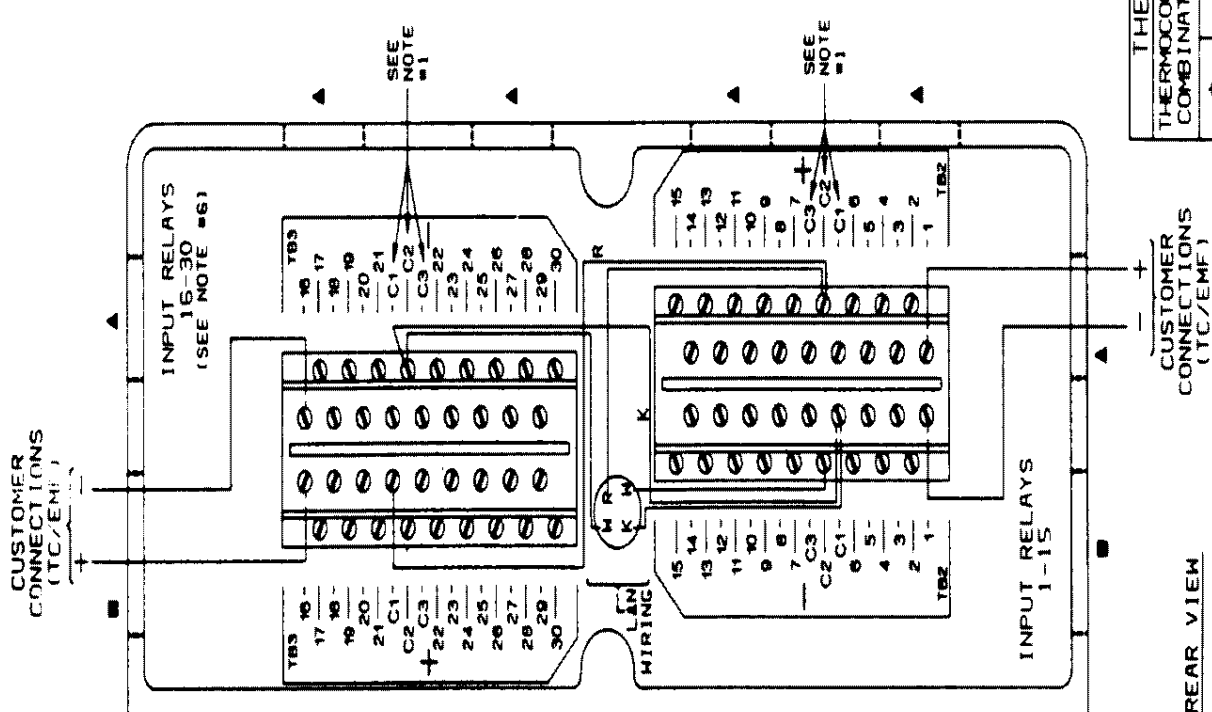 CUSTOMER
CONNECTIONS
+ (TC/EMF) -
INPUT RELAYS
16-30
(SEE NOTE #6)
SEE
NOTE
#1
TB3
16
17
18
19
20
21
C1
C2
C3
22
23
24
25
26
27
28
29
30
-
TB3
16
17
18
19
20
21
C1
C2
C3
22
23
24
25
26
27
28
29
30
+
R
K
W R
K W
LAN
WIRING
SEE
NOTE
#1
15
14
13
12
11
10
9
8
7
C3
C2
C1
6
5
4
3
2
1
+
TB2
15
14
13
12
11
10
9
8
7
C3
C2
C1
6
5
4
3
2
1
-
TB2
INPUT RELAYS
1-15
- +
CUSTOMER
CONNECTIONS
(TC/EMF)
REAR VIEW
THE
THERMOCO
COMBINAT
+